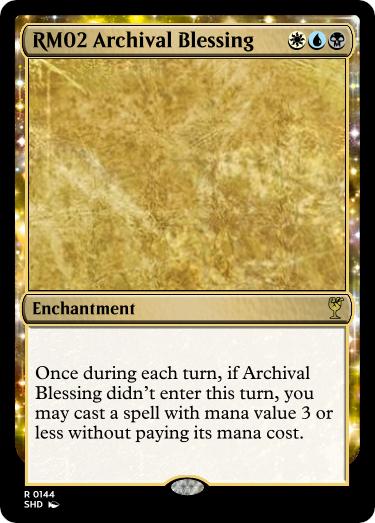 RM02 Archival Blessing
Enchantment
Once during each turn, if Archival
Blessing didn't enter this turn, you
may cast a spell with mana value 3 or
less without paying its mana cost.
R 0144
SHD